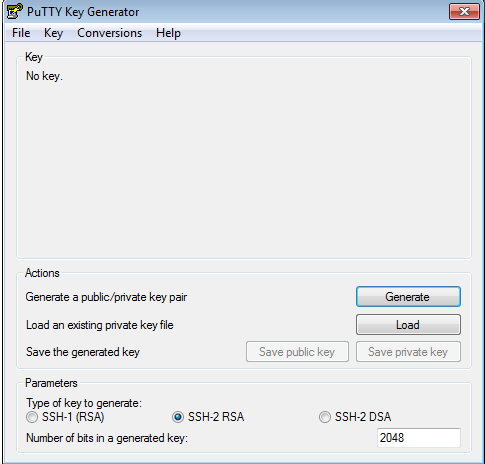 PuTTY Key Generator
File Key Conversions Help
Key
No key.
Actions
Generate a public/private key pair Generate
Load an existing private key file Load
Save the generated key Save public key Save private key
Parameters
Type of key to generate:
SSH-1 (RSA) SSH-2 RSA SSH-2 DSA
Number of bits in a generated key: 2048